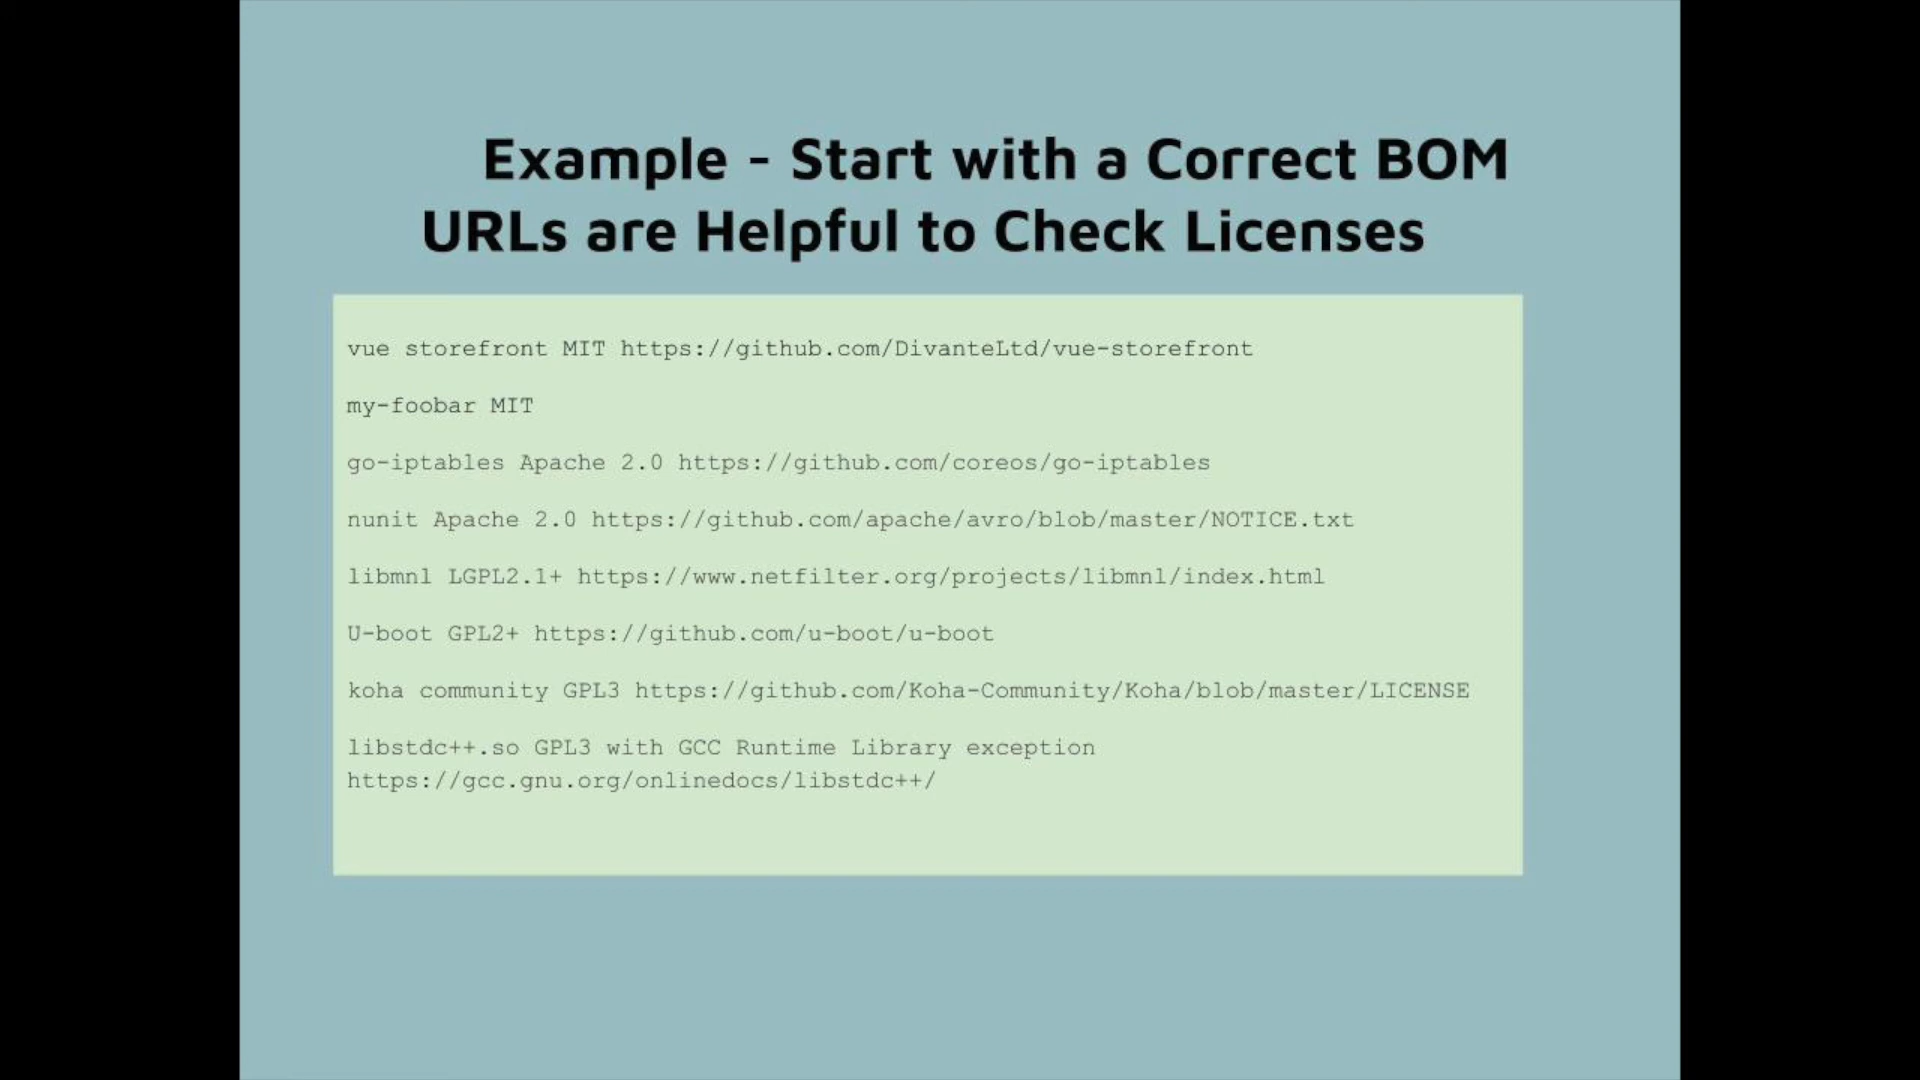 Example - Start with a Correct BOM
URLs are Helpful to Check Licenses
vue storefront MIT https://github.com/DivanteLtd/vue-storefront
my-foobar MIT
go-iptables Apache 2.0 https://github.com/coreos/go-iptables
nunit Apache 2.0 https://github.com/apache/avro/blob/master/NOTICE.txt
libmnl LGPL2.1+ https://www.netfilter.org/projects/libmnl/index.html
U-boot GPL2+ https://github.com/u-boot/u-boot
koha community GPL3 https://github.com/Koha-Community/Koha/blob/master/LICENSE
libstdc++.so GPL3 with GCC Runtime Library exception
https://gcc.gnu.org/onlinedocs/libstdc++/